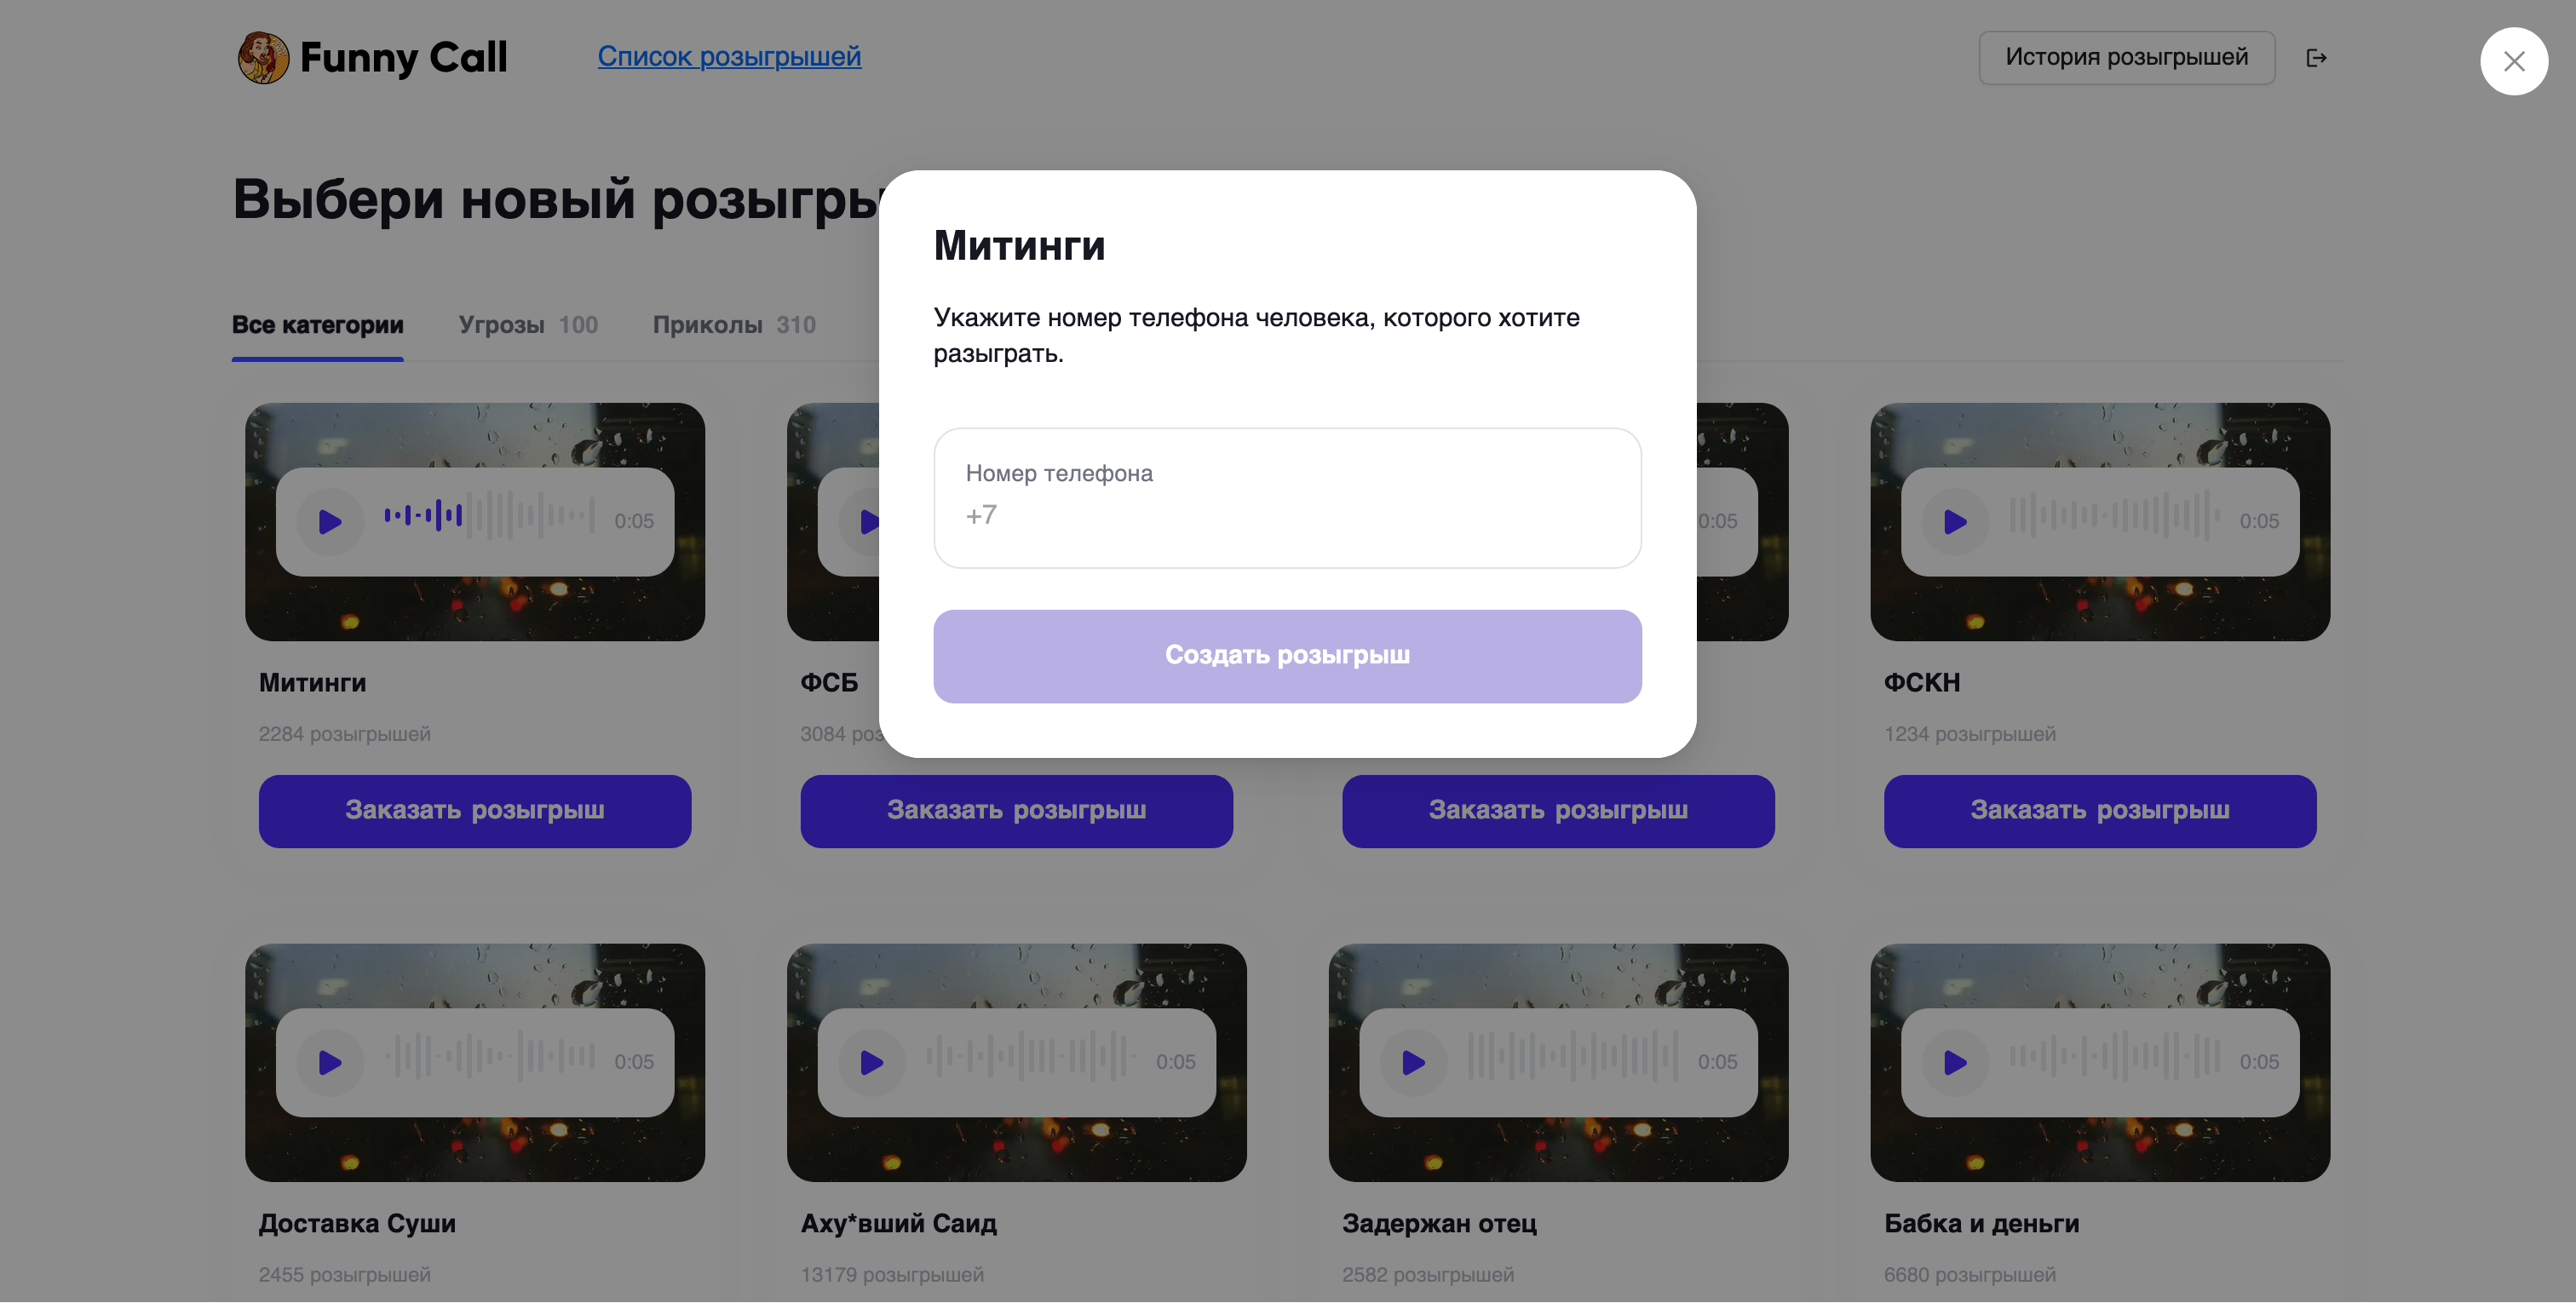 Funny Call
Список розыгрышей
История розыгрышей
Выбери новый розыгры
Все категории
Угрозы 100
Приколы 310
Митинги
Укажите номер телефона человека, которого хотите
разыграть.
Номер телефона
+7
Создать розыгрыш
0:05
0:05
0:05
Митинги
ФСБ
ФСКН
2284 розыгрышей
3084 роз
1234 розыгрышей
Заказать розыгрыш
Заказать розыгрыш
Заказать розыгрыш
Заказать розыгрыш
0:05
0:05
0:05
0:05
Доставка Суши
Аху*вший Саид
Задержан отец
Бабка и деньги
2455 розыгрышей
13179 розыгрышей
2582 розыгрышей
6680 розыгрышей